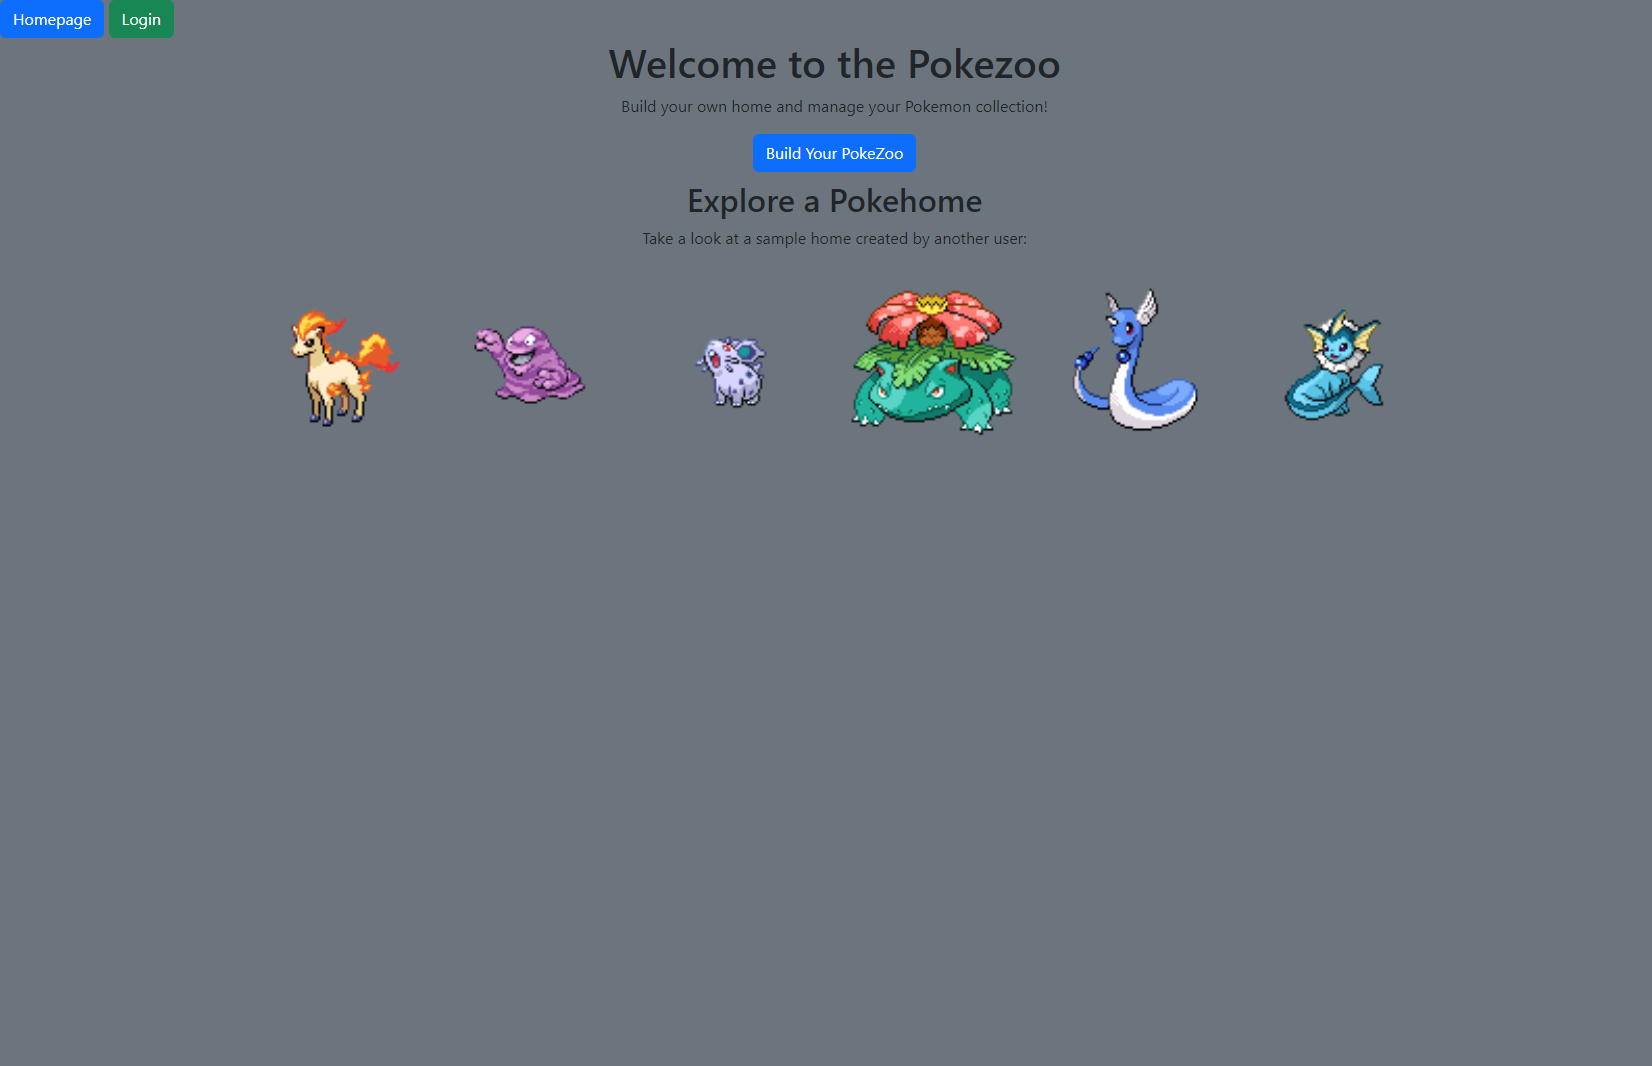 Homepage Login
Welcome to the Pokezoo
Build your own home and manage your Pokemon collection!
Build Your PokeZoo
Explore a Pokehome
Take a look at a sample home created by another user: